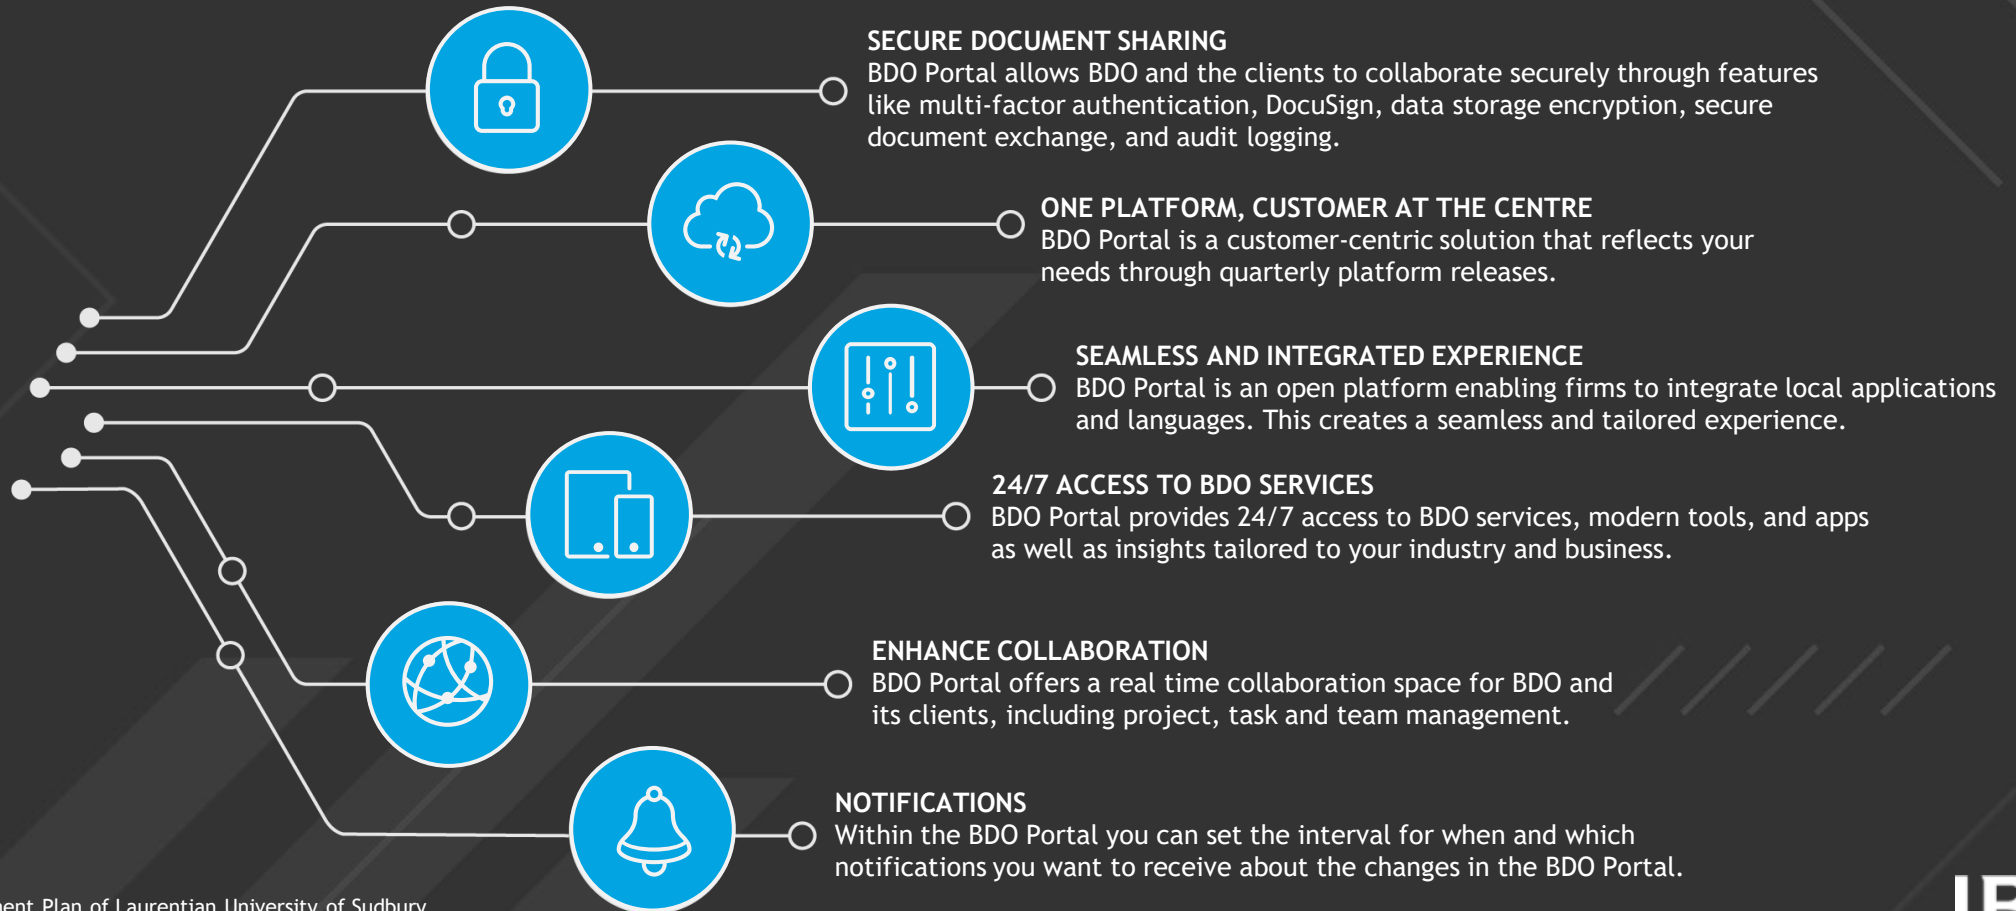 SECURE DOCUMENT SHARING
BDO Portal allows BDO and the clients to collaborate securely through features
like multi-factor authentication, DocuSign, data storage encryption, secure
document exchange, and audit logging.
ONE PLATFORM, CUSTOMER AT THE CENTRE
BDO Portal is a customer-centric solution that reflects your
needs through quarterly platform releases.
SEAMLESS AND INTEGRATED EXPERIENCE
BDO Portal is an open platform enabling firms to integrate local applications
and languages. This creates a seamless and tailored experience.
24/7 ACCESS TO BDO SERVICES
BDO Portal provides 24/7 access to BDO services, modern tools, and apps
as well as insights tailored to your industry and business.
ENHANCE COLLABORATION
BDO Portal offers a real time collaboration space for BDO and
its clients, including project, task and team management.
NOTIFICATIONS
Within the BDO Portal you can set the interval for when and which
notifications you want to receive about the changes in the BDO Portal.
Plan of Laurentian University of Sudbury